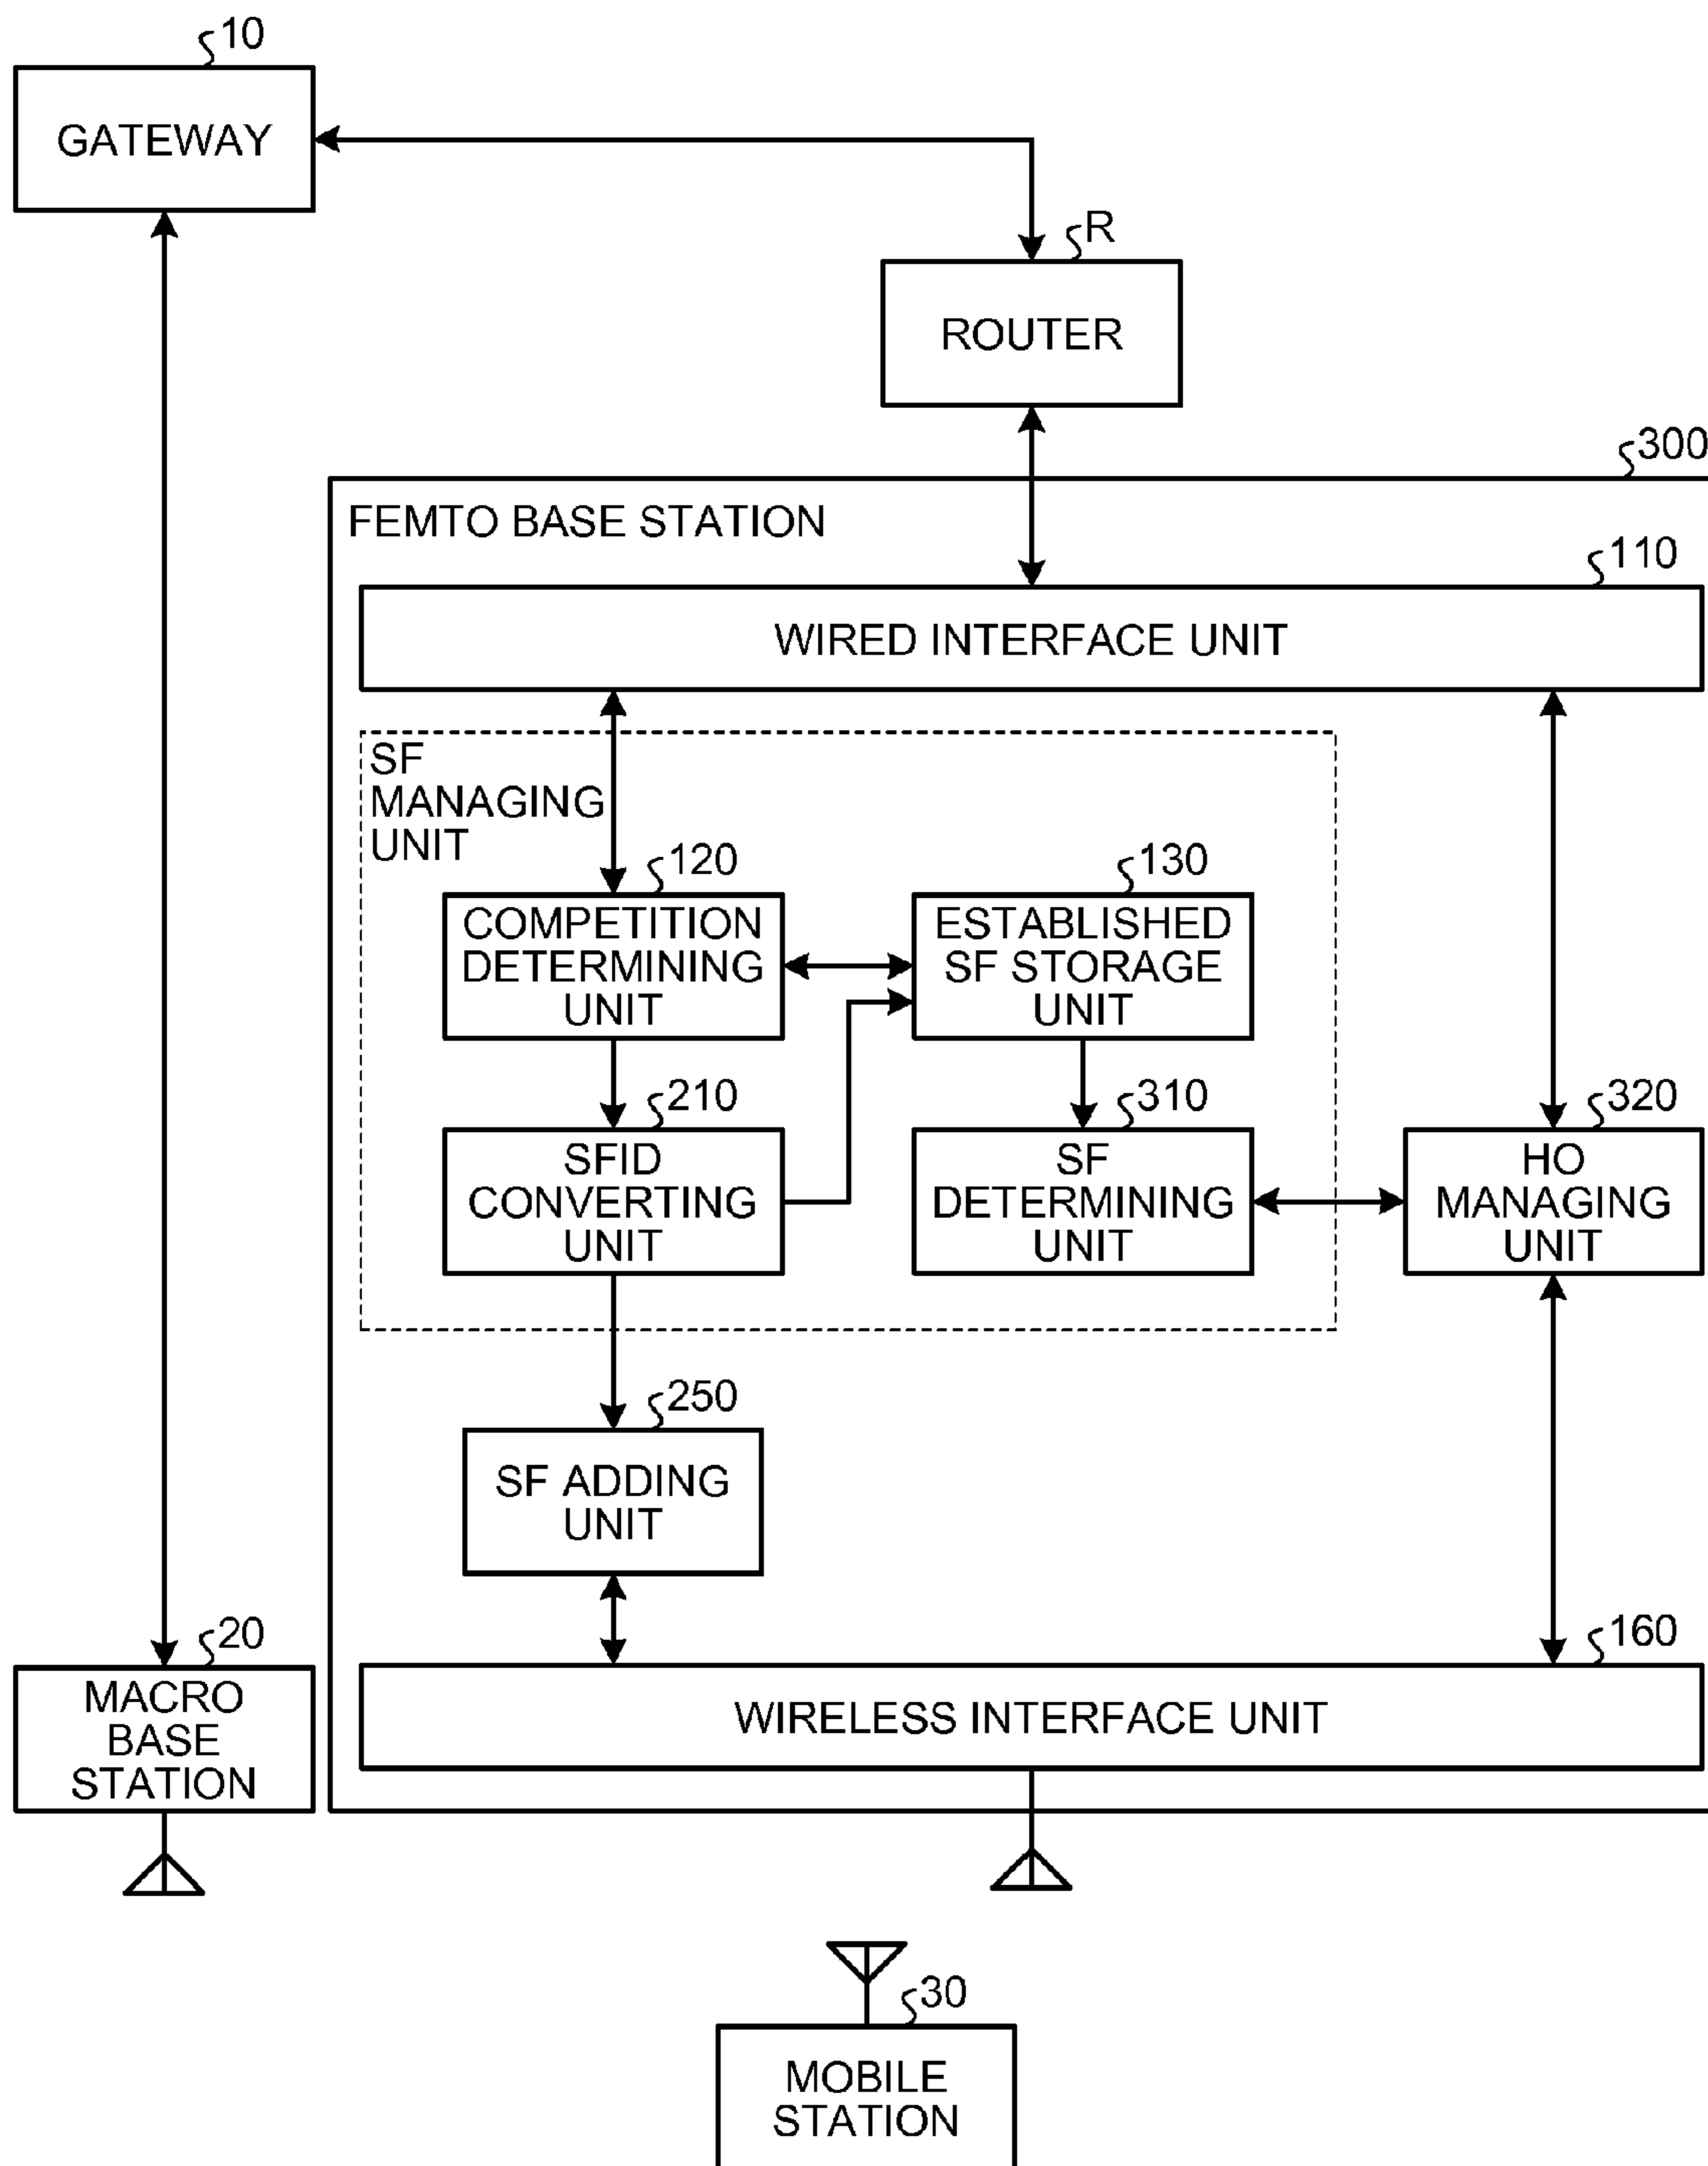 10
GATEWAY
R
ROUTER
300
FEMTO BASE STATION
110
WIRED INTERFACE UNIT
SF
MANAGING
UNIT
120
COMPETITION
DETERMINING
UNIT
130
ESTABLISHED
SF STORAGE
UNIT
210
SFID
CONVERTING
UNIT
310
SF
DETERMINING
UNIT
320
HO
MANAGING
UNIT
250
SF ADDING
UNIT
20
MACRO
BASE
STATION
160
WIRELESS INTERFACE UNIT
30
MOBILE
STATION